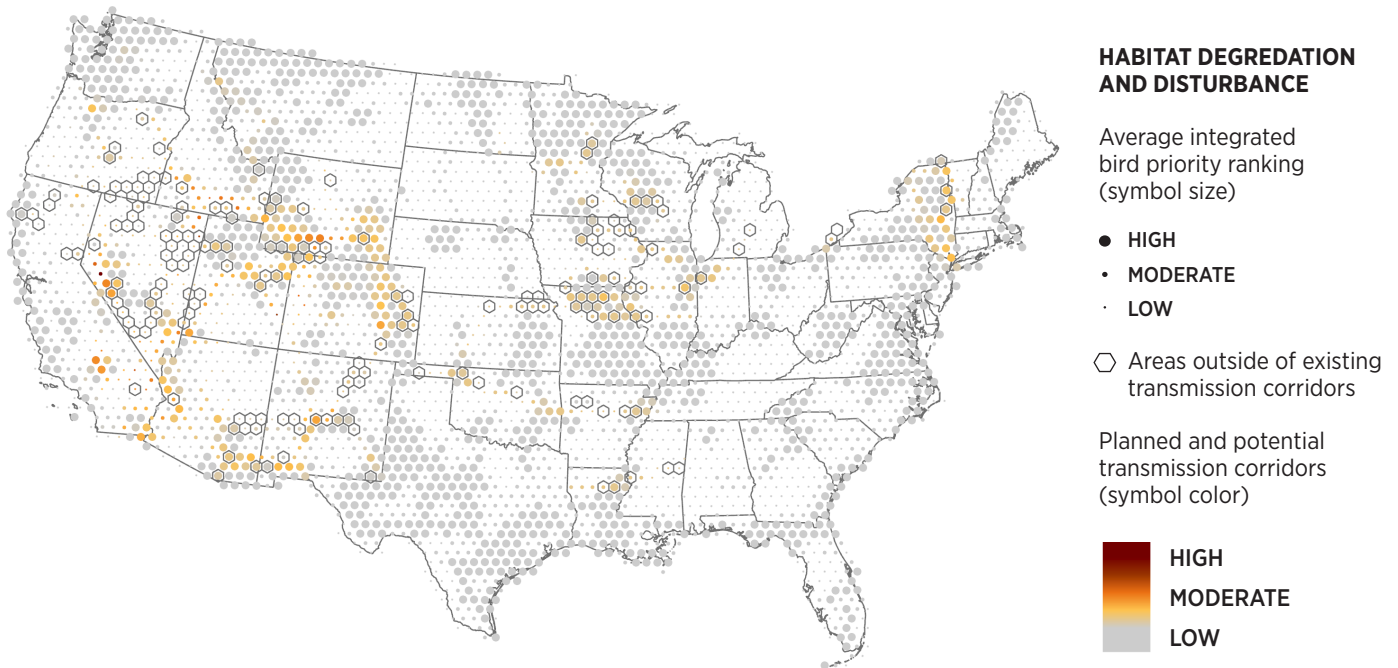 HABITAT DEGREDATION
AND DISTURBANCE
Average integrated
bird priority ranking
(symbol size)
HIGH
MODERATE
LOW
Areas outside of existing
transmission corridors
Planned and potential
transmission corridors
(symbol color)
HIGH
MODERATE
LOW